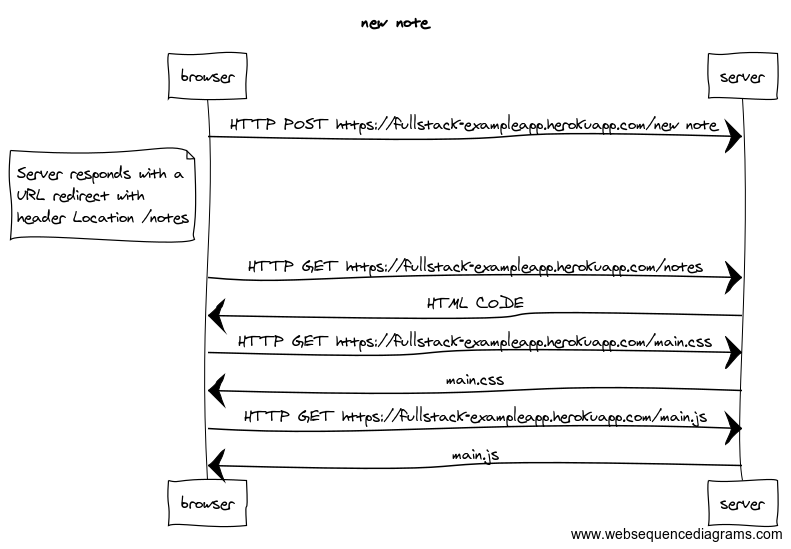 new note
browser
server
HTTP POST https://fullstack-exampleapp.herokuapp.com/new note
Server responds with a
URL redirect with
header Location /notes
HTTP GET https://fullstack-exampleapp.herokuapp.com/notes
HTML CODE
HTTP GET https://fullstack-exampleapp.herokuapp.com/main.css
main.css
HTTP GET https://fullstack-exampleapp.herokuapp.com/main.js
main.js
browser
server
www.websequencediagrams.com